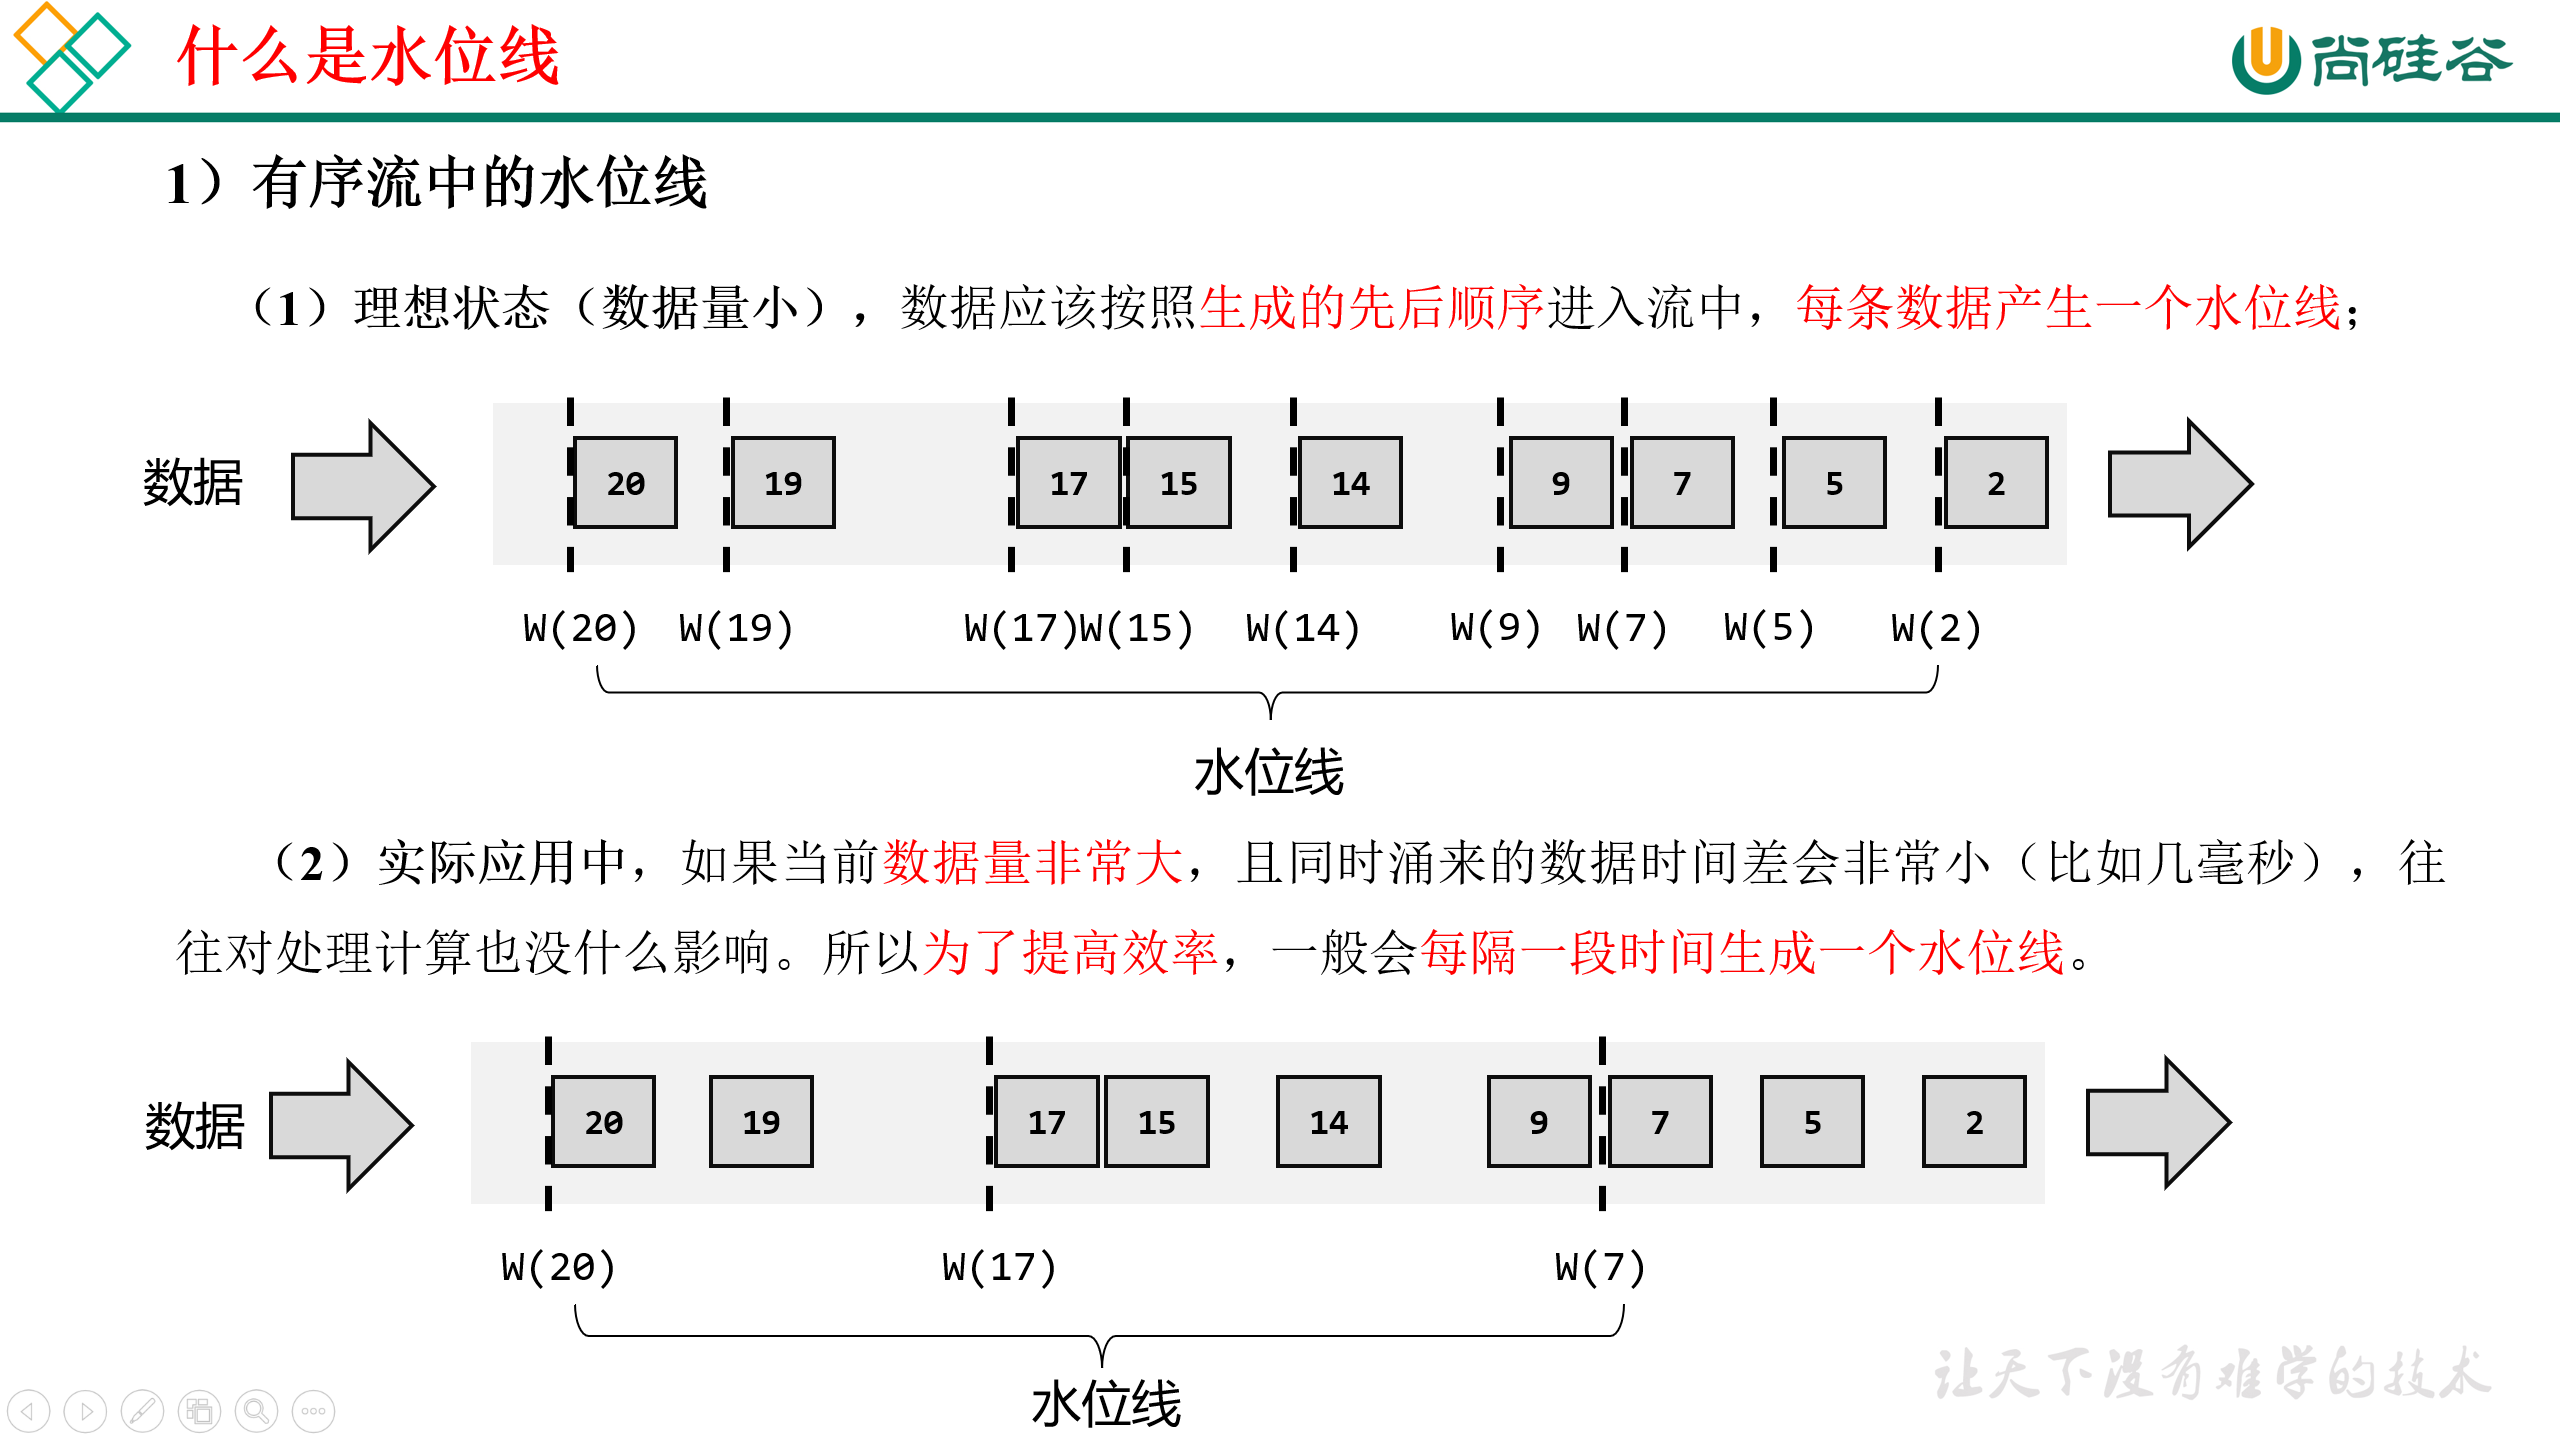 什么是水位线
尚硅谷
1）有序流中的水位线
（1）理想状态（数据量小），数据应该按照生成的先后顺序进入流中，每条数据产生一个水位线；
数据
20 19 17 15 14 9 7 5 2
W(20) W(19) W(17) W(15) W(14) W(9) W(7) W(5) W(2)
水位线
（2）实际应用中，如果当前数据量非常大，且同时涌来的数据时间差会非常小（比如几毫秒），往
往对处理计算也没什么影响。所以为了提高效率，一般会每隔一段时间生成一个水位线。
数据
20 19 17 15 14 9 7 5 2
W(20) W(17) W(7)
水位线
让天下没有难学的技术